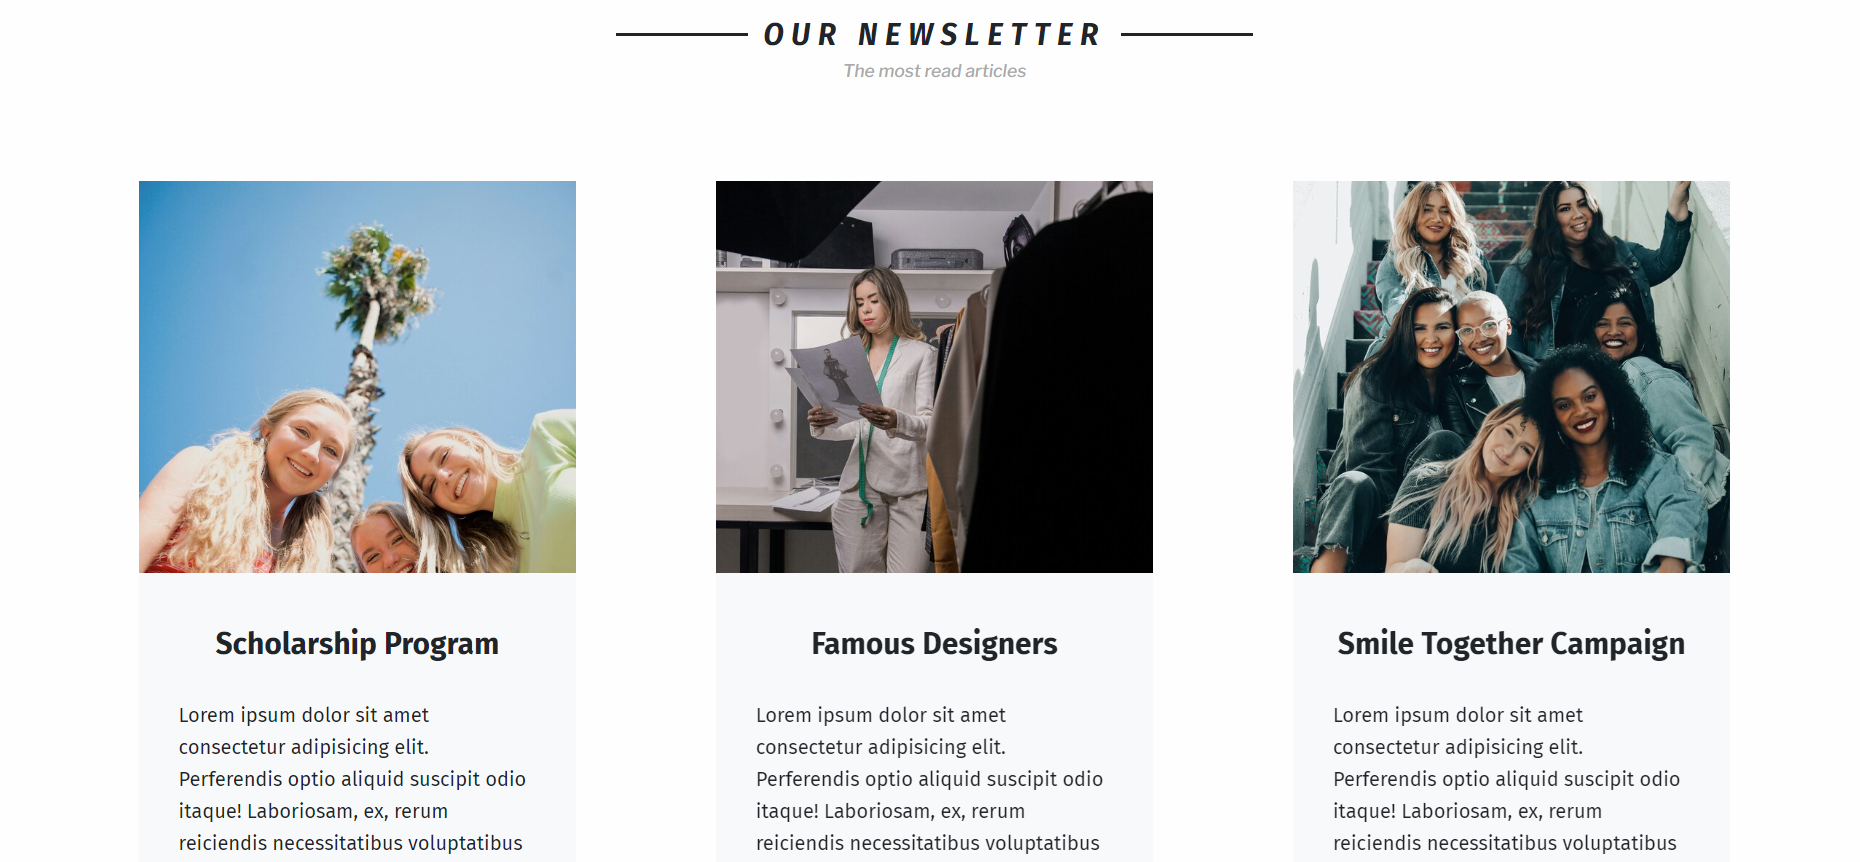 OUR NEWSLETTER
The most read articles
Scholarship Program
Lorem ipsum dolor sit amet
consectetur adipisicing elit.
Perferendis optio aliquid suscipit odio
itaque! Laboriosam, ex, rerum
reiciendis necessitatibus voluptatibus
Famous Designers
Lorem ipsum dolor sit amet
consectetur adipisicing elit.
Perferendis optio aliquid suscipit odio
itaque! Laboriosam, ex, rerum
reiciendis necessitatibus voluptatibus
Smile Together Campaign
Lorem ipsum dolor sit amet
consectetur adipisicing elit.
Perferendis optio aliquid suscipit odio
itaque! Laboriosam, ex, rerum
reiciendis necessitatibus voluptatibus